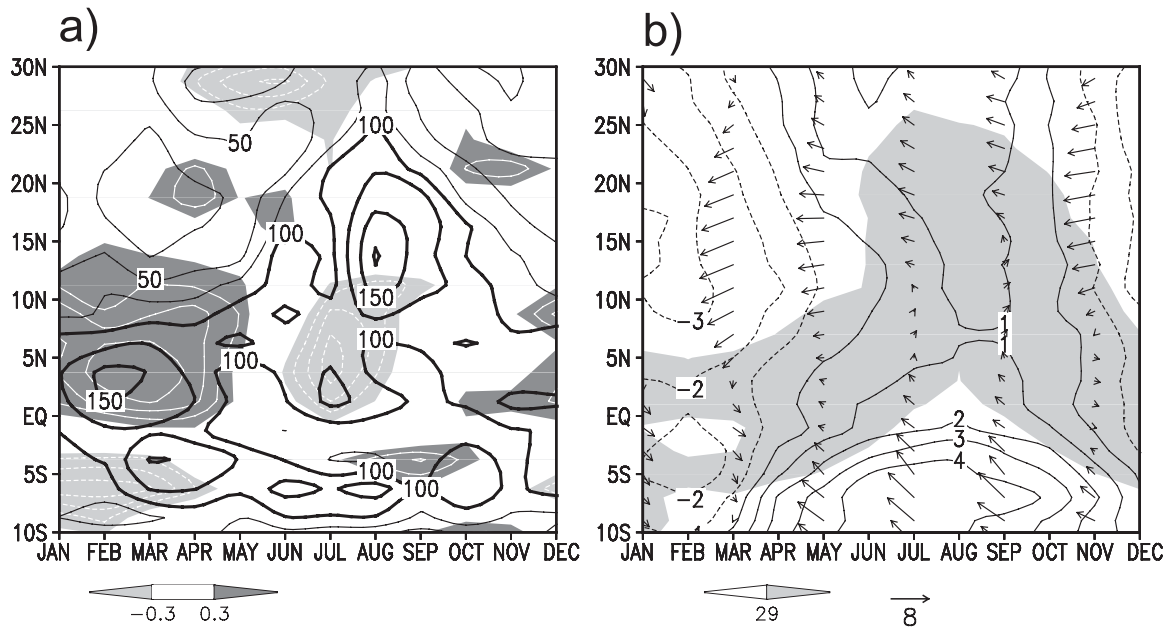 a)
30N
25N
20N
15N
10N
5N
EQ
5S
10S
JAN FEB MAR APR MAY JUN JUL AUG SEP OCT NOV DEC
100
50
100
50
150
100
100
150
100
100
−0.3 0.3
b)
30N
25N
20N
15N
10N
5N
EQ
5S
10S
JAN FEB MAR APR MAY JUN JUL AUG SEP OCT NOV DEC
−3
1
1
−2
2
3
4
−2
29
8